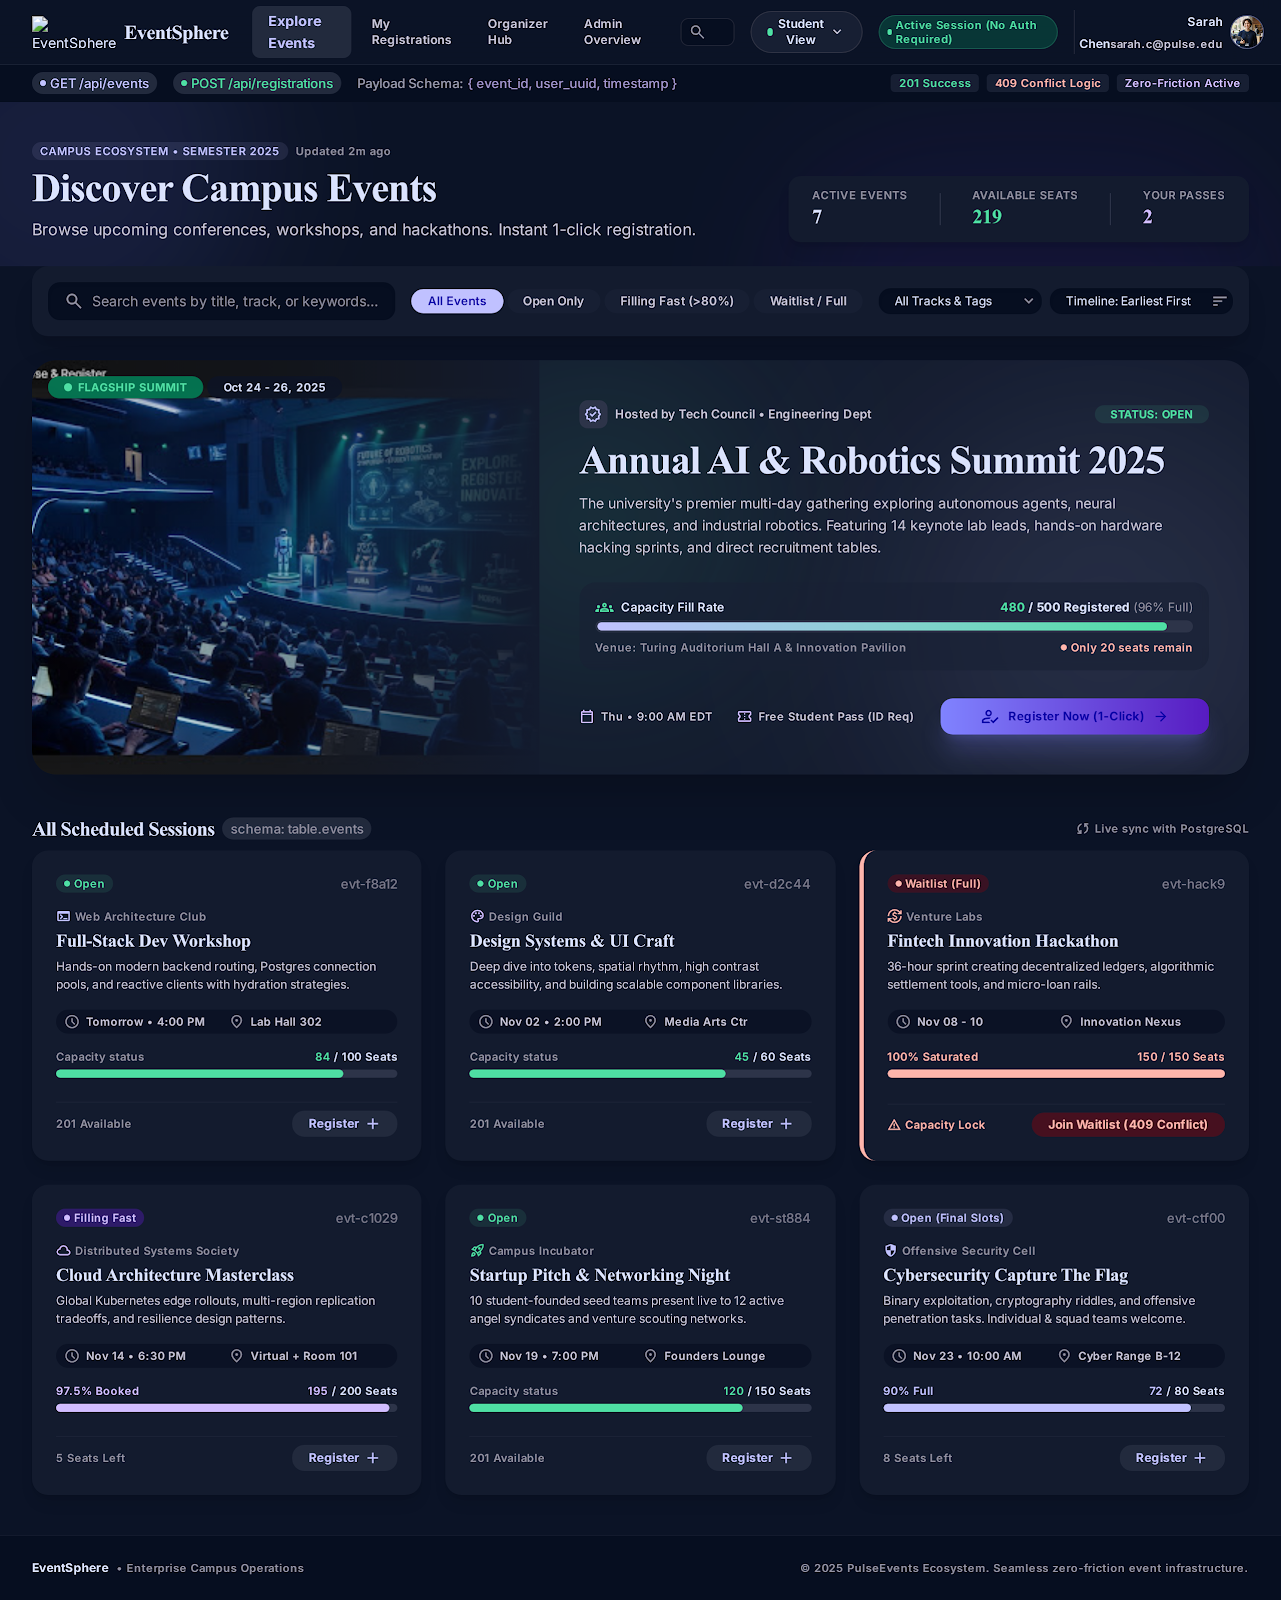 EventSphere
EventSphere
Explore Events
My Registrations
Organizer Hub
Admin Overview
Student View
Active Session (No Auth Required)
Sarah Chen
sarah.c@pulse.edu
GET /api/events
POST /api/registrations
Payload Schema: { event_id, user_uuid, timestamp }
201 Success
409 Conflict Logic
Zero-Friction Active
CAMPUS ECOSYSTEM • SEMESTER 2025
Updated 2m ago
Discover Campus Events
Browse upcoming conferences, workshops, and hackathons. Instant 1-click registration.
ACTIVE EVENTS
7
AVAILABLE SEATS
219
YOUR PASSES
2
Search events by title, track, or keywords...
All Events
Open Only
Filling Fast (>80%)
Waitlist / Full
All Tracks & Tags
Timeline: Earliest First
se & Register
FLAGSHIP SUMMIT
Oct 24 - 26, 2025
FUTURE OF ROBOTICS
EXPLORE.
REGISTER.
INNOVATE.
AURA
Hosted by Tech Council • Engineering Dept
STATUS: OPEN
Annual AI & Robotics Summit 2025
The university's premier multi-day gathering exploring autonomous agents, neural
architectures, and industrial robotics. Featuring 14 keynote lab leads, hands-on hardware
hacking sprints, and direct recruitment tables.
Capacity Fill Rate
480 / 500 Registered (96% Full)
Venue: Turing Auditorium Hall A & Innovation Pavilion
Only 20 seats remain
Thu • 9:00 AM EDT
Free Student Pass (ID Req)
Register Now (1-Click)
All Scheduled Sessions
schema: table.events
Live sync with PostgreSQL
Open
evt-f8a12
Web Architecture Club
Full-Stack Dev Workshop
Hands-on modern backend routing, Postgres connection
pools, and reactive clients with hydration strategies.
Tomorrow • 4:00 PM
Lab Hall 302
Capacity status
84 / 100 Seats
201 Available
Register
Open
evt-d2c44
Design Guild
Design Systems & UI Craft
Deep dive into tokens, spatial rhythm, high contrast
accessibility, and building scalable component libraries.
Nov 02 • 2:00 PM
Media Arts Ctr
Capacity status
45 / 60 Seats
201 Available
Register
Waitlist (Full)
evt-hack9
Venture Labs
Fintech Innovation Hackathon
36-hour sprint creating decentralized ledgers, algorithmic
settlement tools, and micro-loan rails.
Nov 08 - 10
Innovation Nexus
100% Saturated
150 / 150 Seats
Capacity Lock
Join Waitlist (409 Conflict)
Filling Fast
evt-c1029
Distributed Systems Society
Cloud Architecture Masterclass
Global Kubernetes edge rollouts, multi-region replication
tradeoffs, and resilience design patterns.
Nov 14 • 6:30 PM
Virtual + Room 101
97.5% Booked
195 / 200 Seats
5 Seats Left
Register
Open
evt-st884
Campus Incubator
Startup Pitch & Networking Night
10 student-founded seed teams present live to 12 active
angel syndicates and venture scouting networks.
Nov 19 • 7:00 PM
Founders Lounge
Capacity status
120 / 150 Seats
201 Available
Register
Open (Final Slots)
evt-ctf00
Offensive Security Cell
Cybersecurity Capture The Flag
Binary exploitation, cryptography riddles, and offensive
penetration tasks. Individual & squad teams welcome.
Nov 23 • 10:00 AM
Cyber Range B-12
90% Full
72 / 80 Seats
8 Seats Left
Register
EventSphere • Enterprise Campus Operations
© 2025 PulseEvents Ecosystem. Seamless zero-friction event infrastructure.